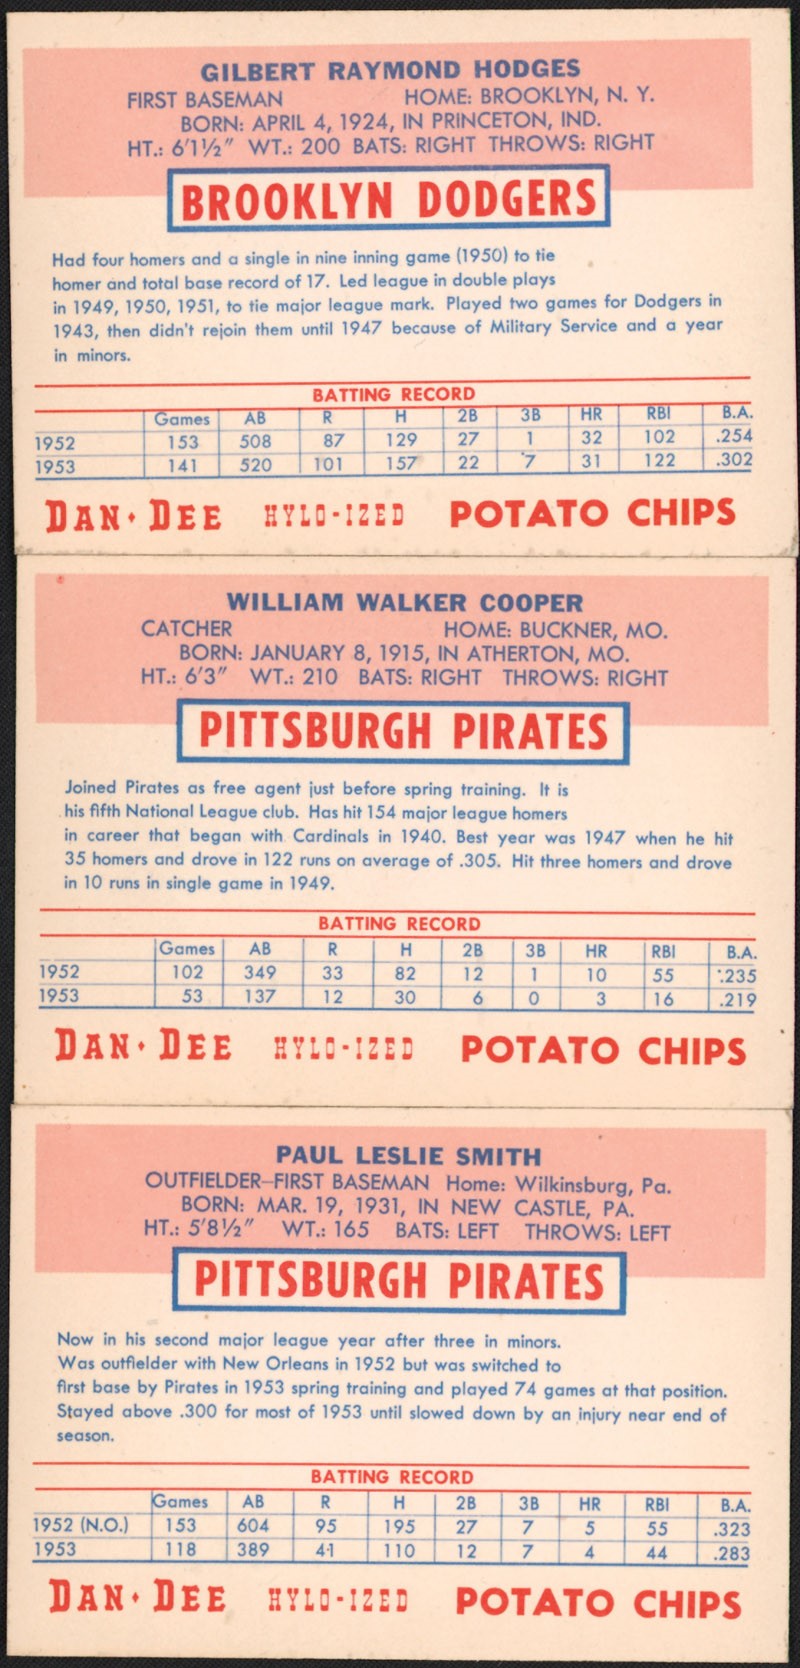 GILBERT RAYMOND HODGES
FIRST BASEMAN HOME: BROOKLYN, N. Y.
BORN: APRIL 4, 1924, IN PRINCETON, IND.
HT.: 6'1½" WT.: 200 BATS: RIGHT THROWS: RIGHT
BROOKLYN DODGERS
Had four homers and a single in nine inning game (1950) to tie
homer and total base record of 17. Led league in double plays
in 1949, 1950, 1951, to tie major league mark. Played two games for Dodgers in
1943, then didn't rejoin them until 1947 because of Military Service and a year
in minors.
BATTING RECORD
Games AB R H 2B 3B HR RBI B.A.
1952 153 508 87 129 27 1 32 102 .254
1953 141 520 101 157 22 7 31 122 .302
DAN·DEE HYLO-IZED POTATO CHIPS
WILLIAM WALKER COOPER
CATCHER HOME: BUCKNER, MO.
BORN: JANUARY 8, 1915, IN ATHERTON, MO.
HT.: 6'3" WT.: 210 BATS: RIGHT THROWS: RIGHT
PITTSBURGH PIRATES
Joined Pirates as free agent just before spring training. It is
his fifth National League club. Has hit 154 major league homers
in career that began with Cardinals in 1940. Best year was 1947 when he hit
35 homers and drove in 122 runs on average of .305. Hit three homers and drove
in 10 runs in single game in 1949.
BATTING RECORD
Games AB R H 2B 3B HR RBI B.A.
1952 102 349 33 82 12 1 10 55 .235
1953 53 137 12 30 6 0 3 16 .219
DAN·DEE HYLO-IZED POTATO CHIPS
PAUL LESLIE SMITH
OUTFIELDER–FIRST BASEMAN Home: Wilkinsburg, Pa.
BORN: MAR. 19, 1931, IN NEW CASTLE, PA.
HT.: 5'8½" WT.: 165 BATS: LEFT THROWS: LEFT
PITTSBURGH PIRATES
Now in his second major league year after three in minors.
Was outfielder with New Orleans in 1952 but was switched to
first base by Pirates in 1953 spring training and played 74 games at that position.
Stayed above .300 for most of 1953 until slowed down by an injury near end of
season.
BATTING RECORD
Games AB R H 2B 3B HR RBI B.A.
1952 (N.O.) 153 604 95 195 27 7 5 55 .323
1953 118 389 41 110 12 7 4 44 .283
DAN·DEE HYLO-IZED POTATO CHIPS